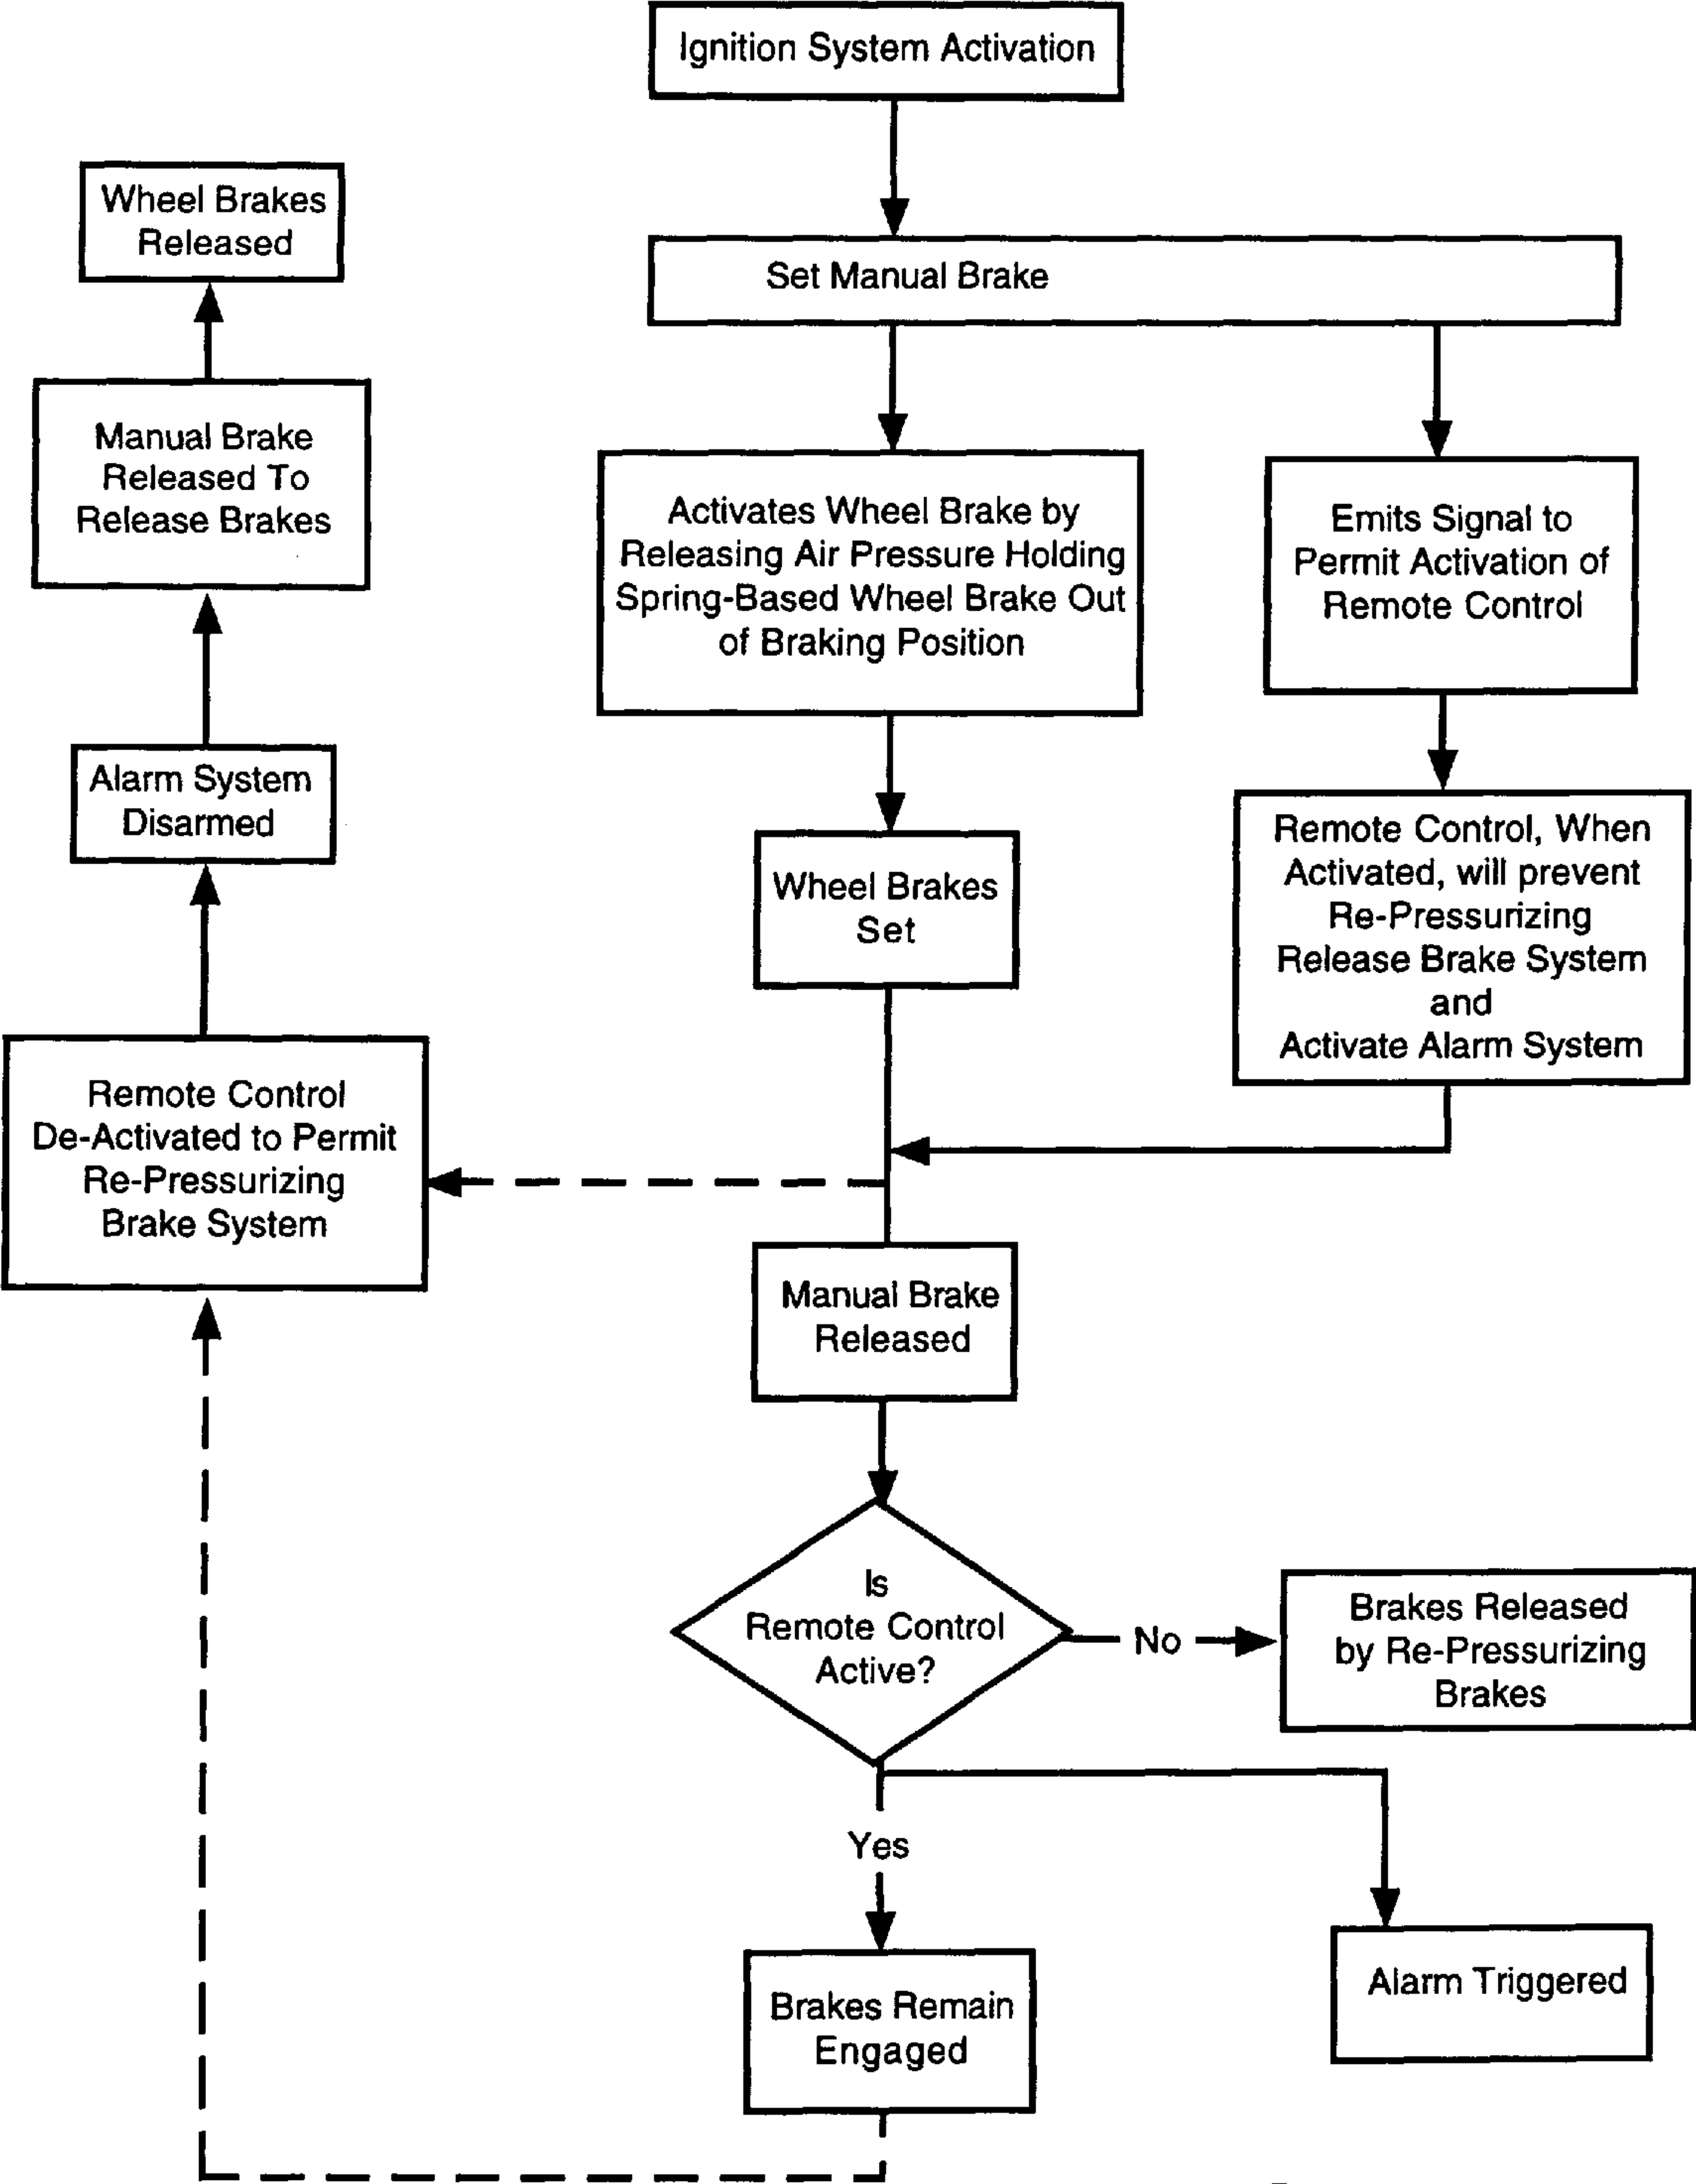 Ignition System Activation
Set Manual Brake
Wheel Brakes
Released
Manual Brake
Released To
Release Brakes
Activates Wheel Brake by
Releasing Air Pressure Holding
Spring-Based Wheel Brake Out
of Braking Position
Emits Signal to
Permit Activation of
Remote Control
Alarm System
Disarmed
Wheel Brakes
Set
Remote Control, When
Activated, will prevent
Re-Pressurizing
Release Brake System
and
Activate Alarm System
Remote Control
De-Activated to Permit
Re-Pressurizing
Brake System
Manual Brake
Released
Is
Remote Control
Active?
No
Brakes Released
by Re-Pressurizing
Brakes
Yes
Brakes Remain
Engaged
Alarm Triggered